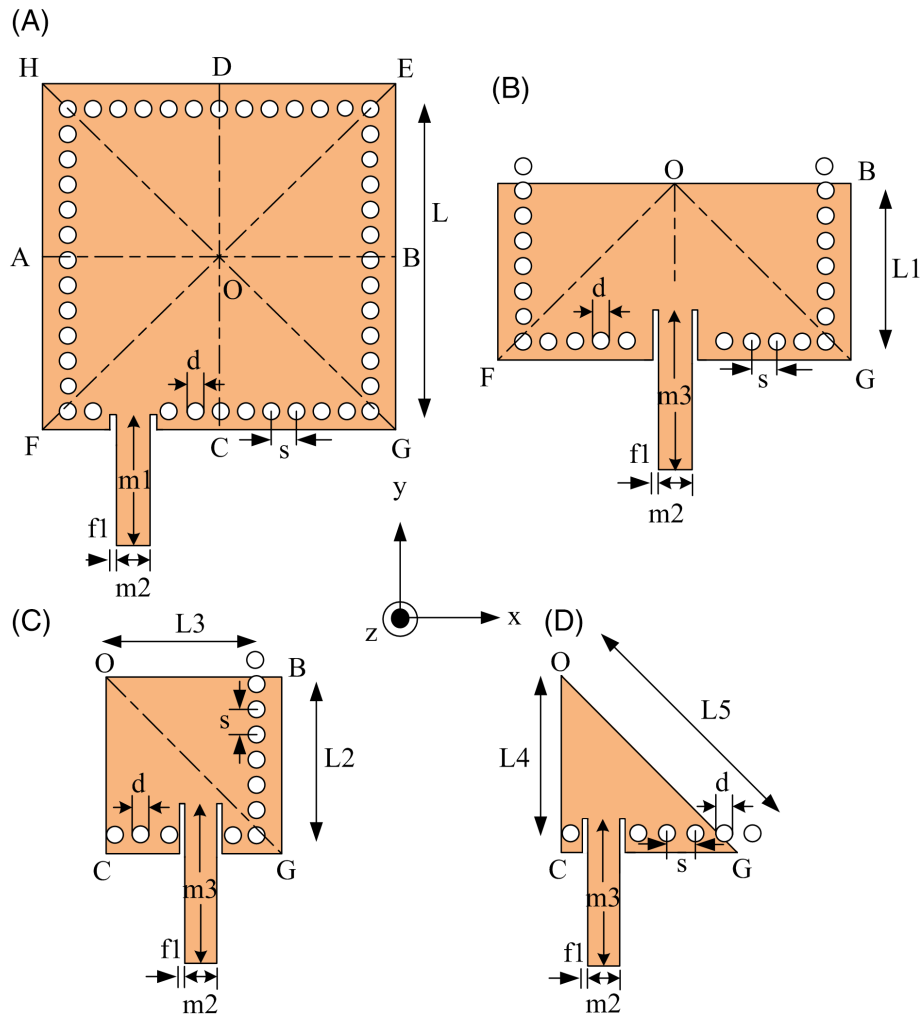 (A)
H D E
A B
O
L
d
F C G
s
m1
f1
m2
(B)
O B
L1
d
F G
s
m3
f1
m2
y
x
z
(C)
L3
O B
s
L2
d
C G
m3
f1
m2
(D)
O
L5
L4
d
C G
s
m3
f1
m2